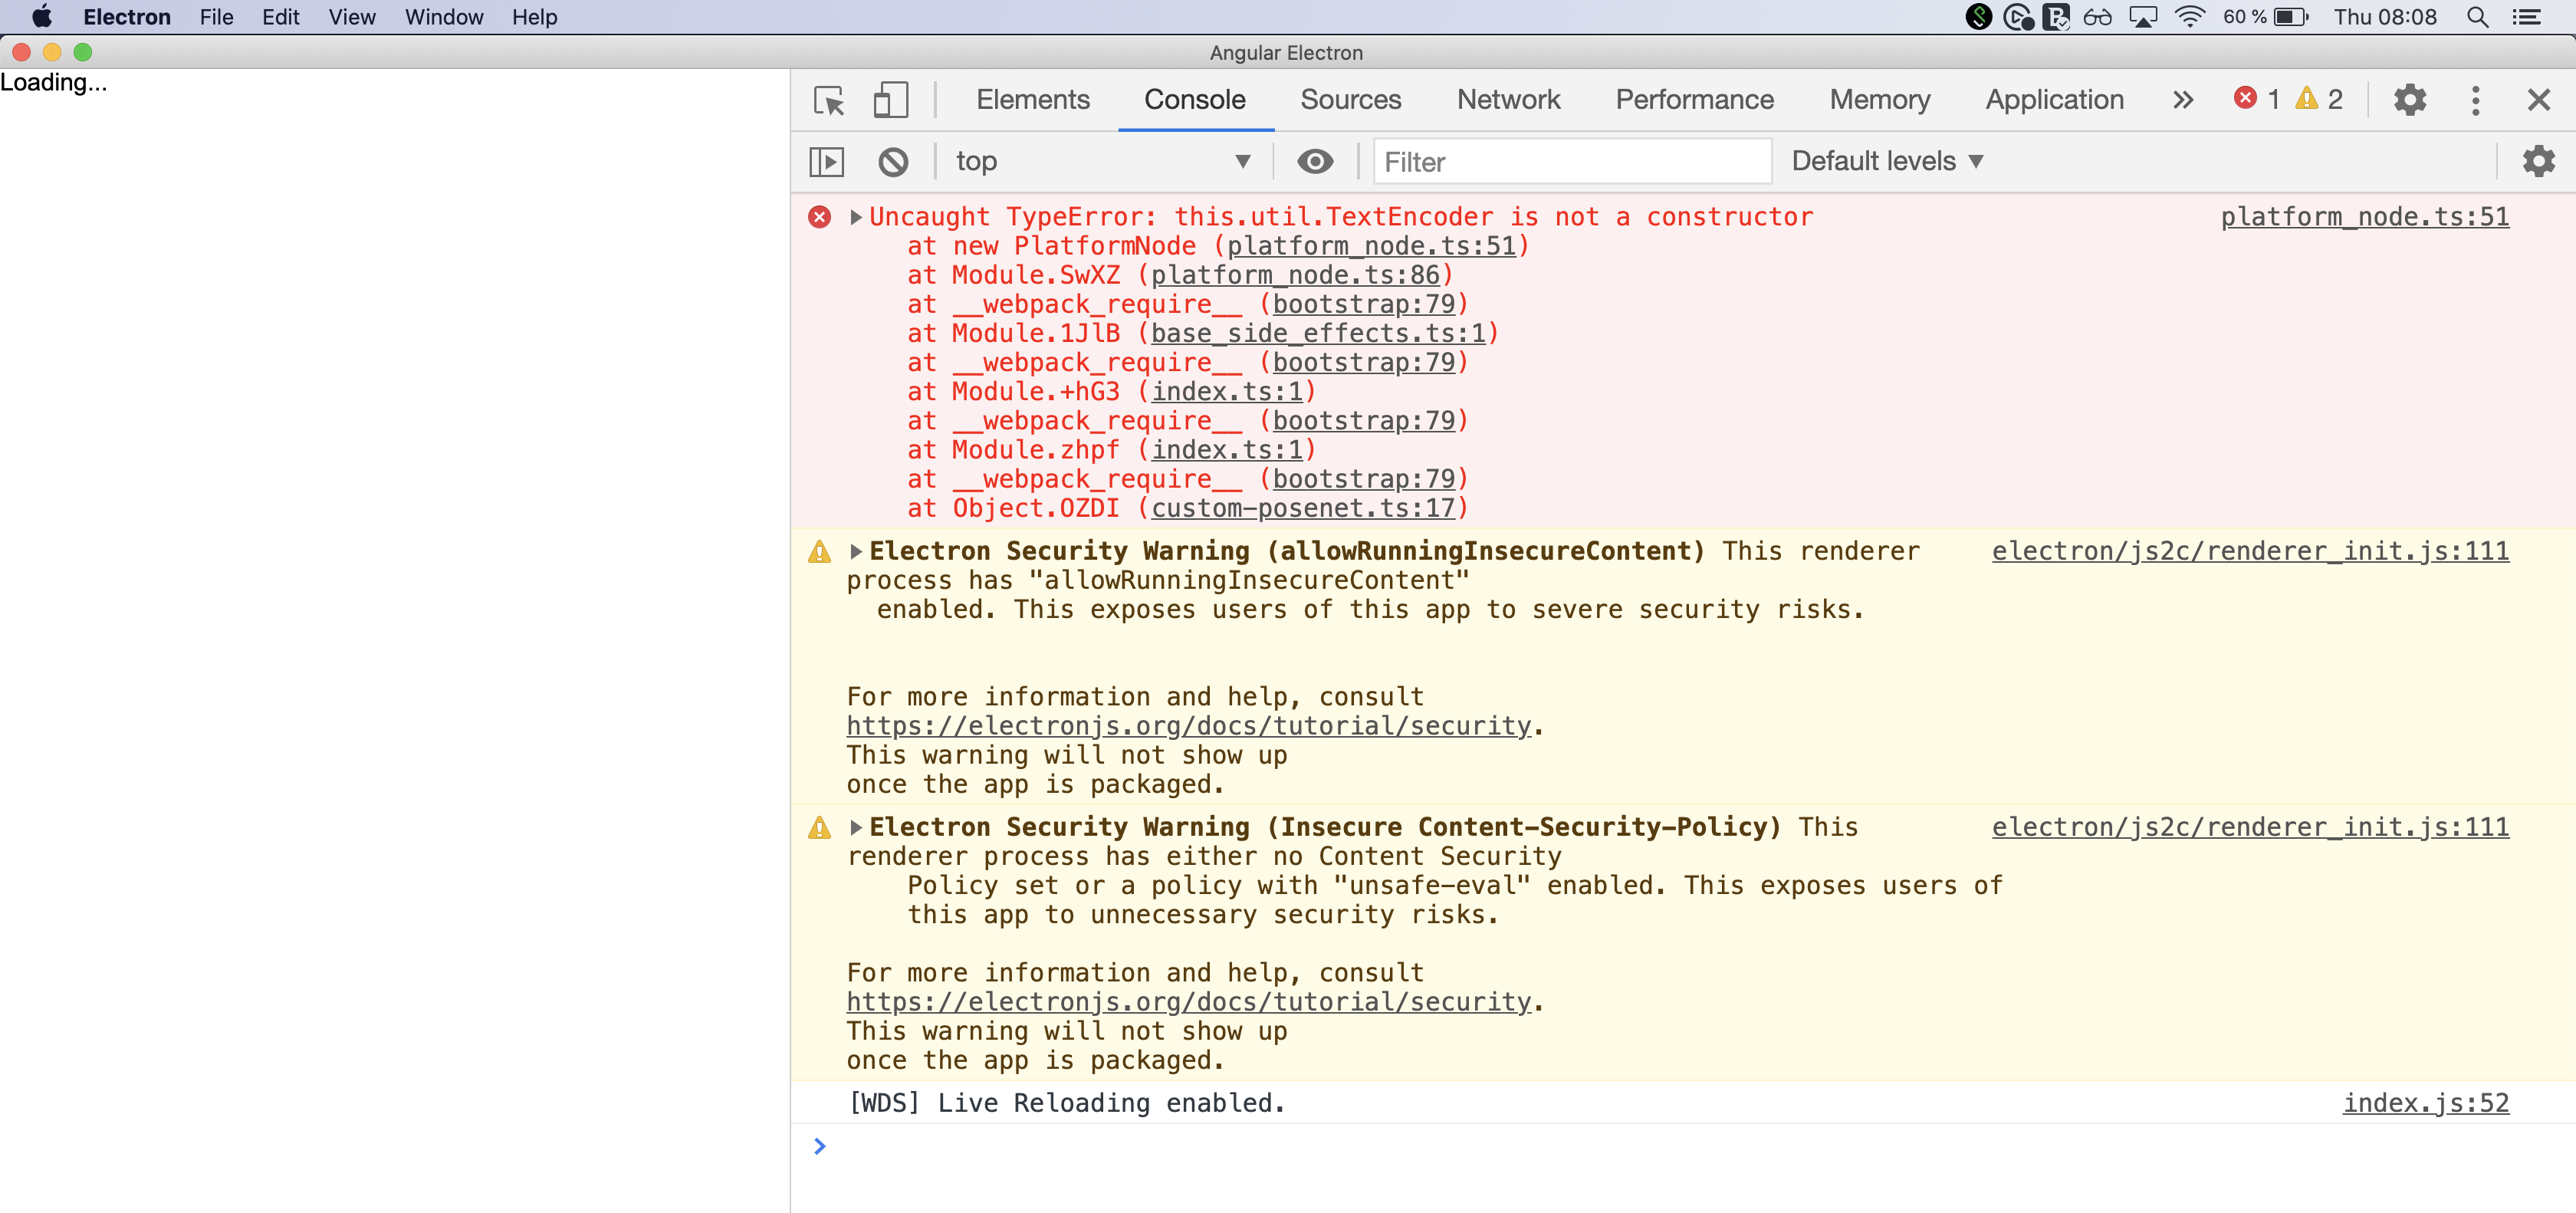 Electron File Edit View Window Help 60 % Thu 08:08
Angular Electron
Loading...
Elements Console Sources Network Performance Memory Application » 1 2
top Filter Default levels
Uncaught TypeError: this.util.TextEncoder is not a constructor platform_node.ts:51
at new PlatformNode (platform_node.ts:51)
at Module.SwXZ (platform_node.ts:86)
at __webpack_require__ (bootstrap:79)
at Module.1JlB (base_side_effects.ts:1)
at __webpack_require__ (bootstrap:79)
at Module.+hG3 (index.ts:1)
at __webpack_require__ (bootstrap:79)
at Module.zhpf (index.ts:1)
at __webpack_require__ (bootstrap:79)
at Object.OZDI (custom-posenet.ts:17)
Electron Security Warning (allowRunningInsecureContent) This renderer electron/js2c/renderer_init.js:111
process has "allowRunningInsecureContent"
enabled. This exposes users of this app to severe security risks.
For more information and help, consult
https://electronjs.org/docs/tutorial/security.
This warning will not show up
once the app is packaged.
Electron Security Warning (Insecure Content-Security-Policy) This electron/js2c/renderer_init.js:111
renderer process has either no Content Security
Policy set or a policy with "unsafe-eval" enabled. This exposes users of
this app to unnecessary security risks.
For more information and help, consult
https://electronjs.org/docs/tutorial/security.
This warning will not show up
once the app is packaged.
[WDS] Live Reloading enabled. index.js:52